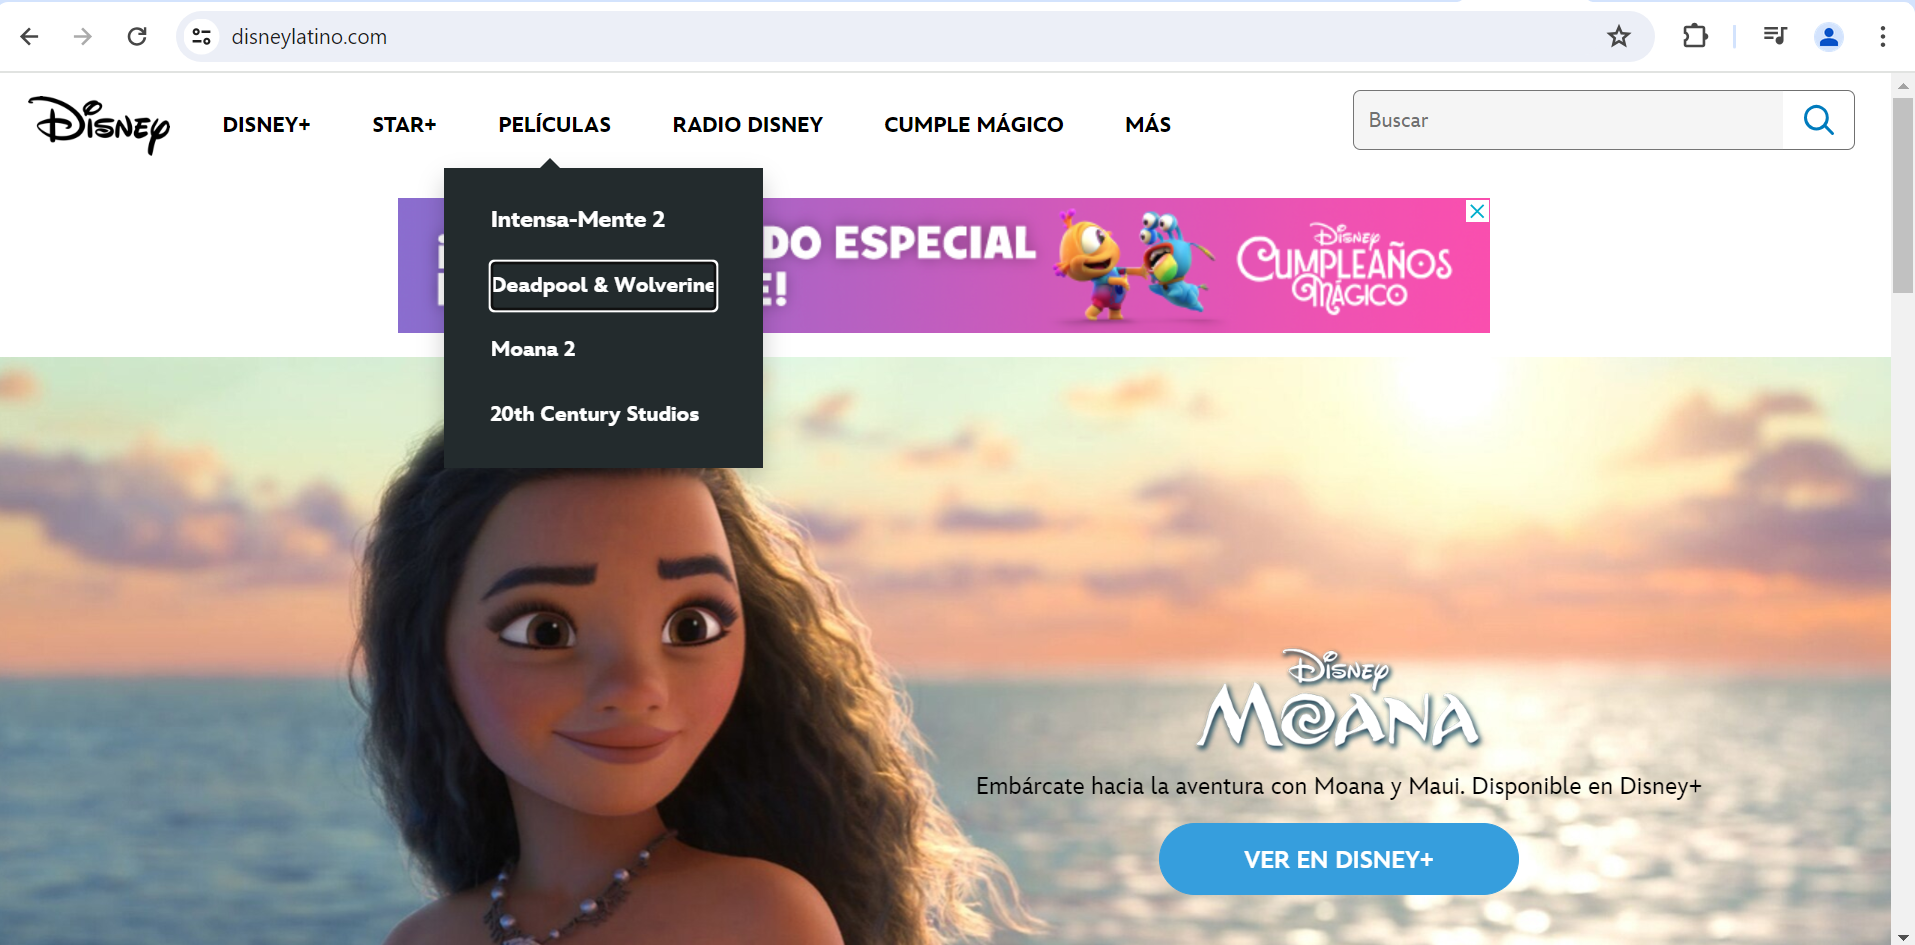 disneylatino.com
Disney
DISNEY+
STAR+
PELÍCULAS
RADIO DISNEY
CUMPLE MÁGICO
MÁS
Buscar
Intensa-Mente 2
Deadpool & Wolverine
Moana 2
20th Century Studios
DO ESPECIAL
!
Disney
CUMPLEAÑOS
MÁGICO
Disney
MOANA
Embárcate hacia la aventura con Moana y Maui. Disponible en Disney+
VER EN DISNEY+